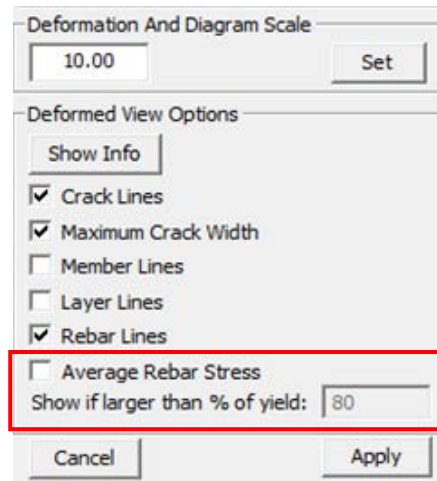 Deformation And Diagram Scale
10.00 Set
Deformed View Options
Show Info
Crack Lines
Maximum Crack Width
Member Lines
Layer Lines
Rebar Lines
Average Rebar Stress
Show if larger than % of yield: 80
Cancel Apply